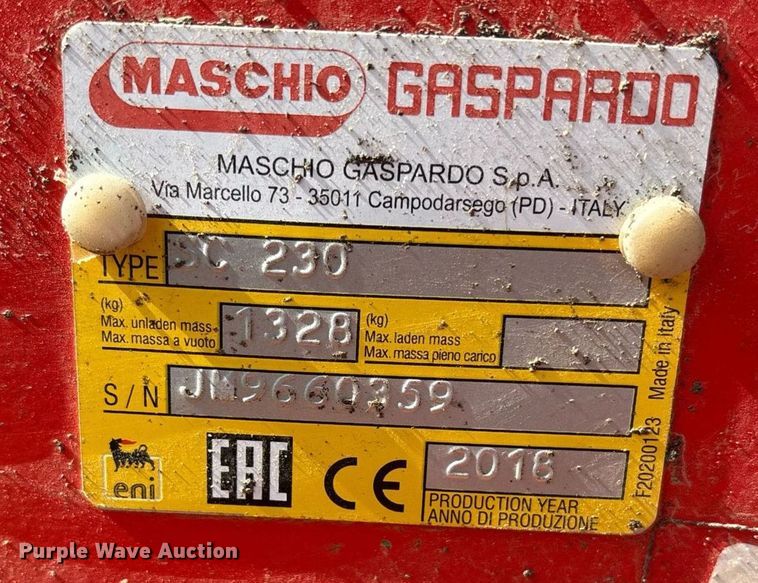 MASCHIO GASPARDO
MASCHIO GASPARDO S.p.A.
Via Marcello 73 - 35011 Campodarsego (PD) - ITALY
TYPE SC 230
(kg)
Max. unladen mass
Max. massa a vuoto
1328
(kg)
Max. laden mass
Max. massa pieno carico
S / N
eni
EAC
CE
2018
PRODUCTION YEAR
ANNO DI PRODUZIONE
F20200123 Made in Italy
Purple Wave Auction